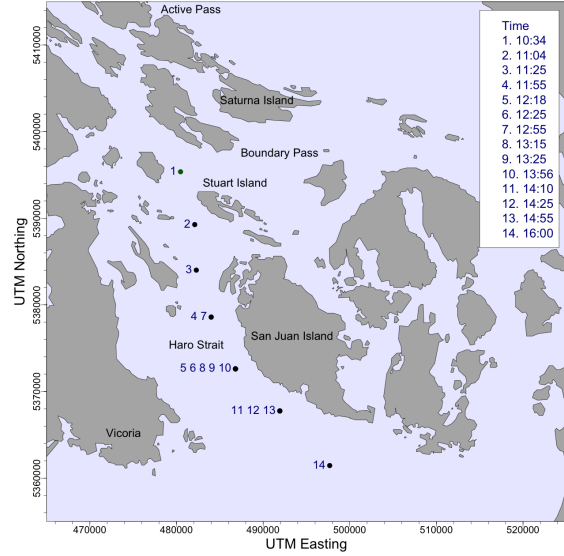 Active Pass
Time
1. 10:34
2. 11:04
3. 11:25
4. 11:55
5. 12:18
6. 12:25
7. 12:55
8. 13:15
9. 13:25
10. 13:56
11. 14:10
12. 14:25
13. 14:55
14. 16:00
Saturna Island
Boundary Pass
1
Stuart Island
2
3
4 7
San Juan Island
Haro Strait
5 6 8 9 10
11 12 13
Vicoria
14
UTM Northing
5410000
5400000
5390000
5380000
5370000
5360000
470000 480000 490000 500000 510000 520000
UTM Easting